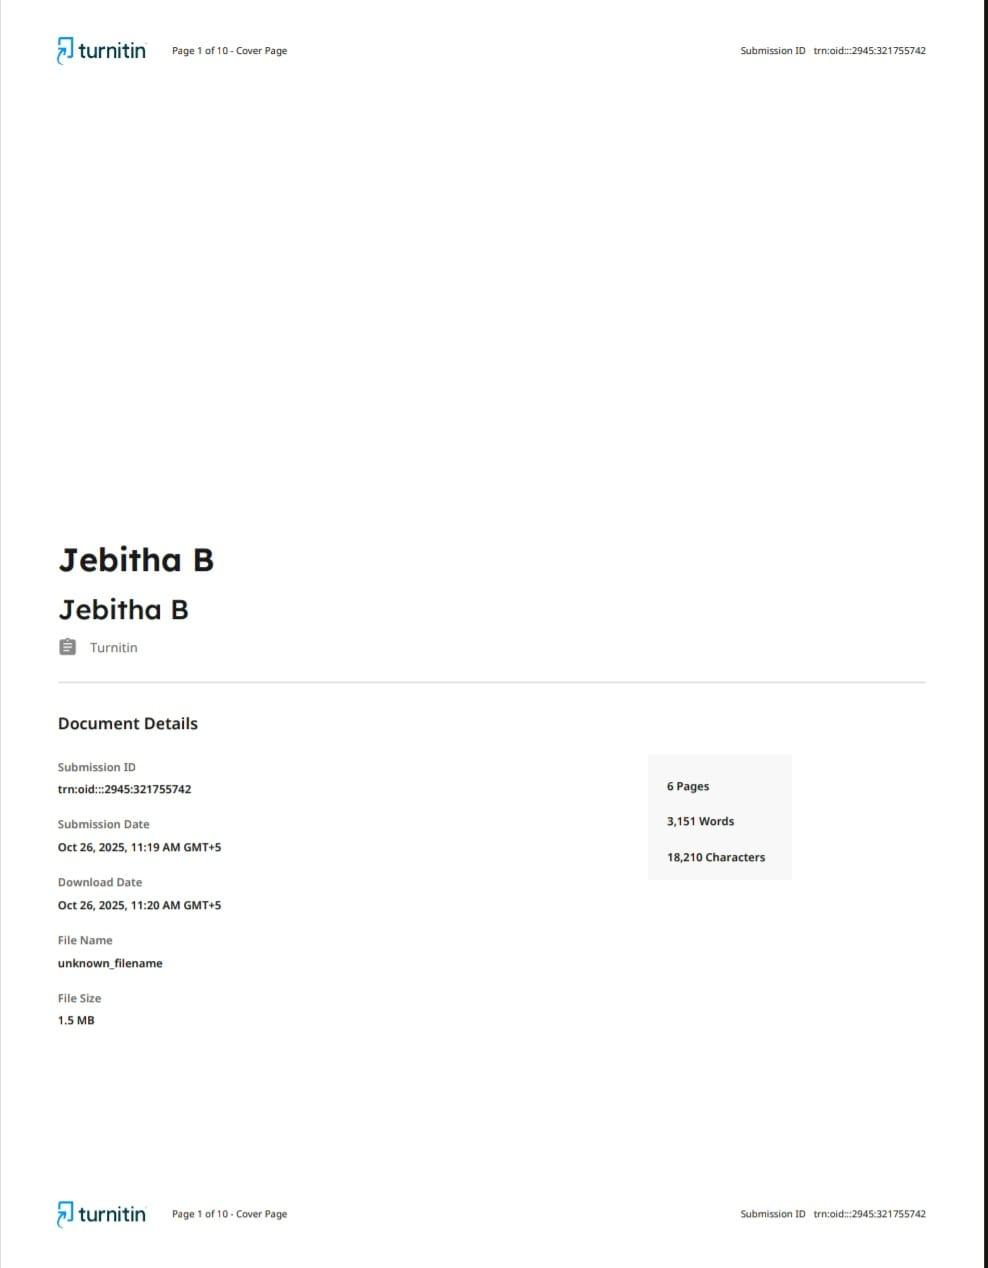 turnitin Page 1 of 10 - Cover Page Submission ID trn:oid:::2945:321755742
Jebitha B
Jebitha B
Turnitin
Document Details
Submission ID
trn:oid:::2945:321755742
Submission Date
Oct 26, 2025, 11:19 AM GMT+5
Download Date
Oct 26, 2025, 11:20 AM GMT+5
File Name
unknown_filename
File Size
1.5 MB
6 Pages
3,151 Words
18,210 Characters
turnitin Page 1 of 10 - Cover Page Submission ID trn:oid:::2945:321755742